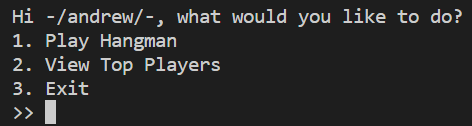 Hi -/andrew/-, what would you like to do?
1. Play Hangman
2. View Top Players
3. Exit
>>